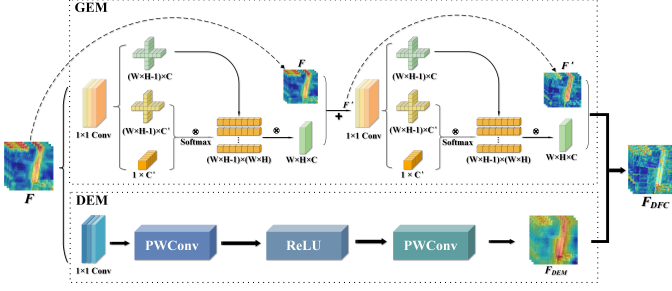 GEM
(W×H-1)×C
1×1 Conv
(W×H-1)×C'
⊗
Softmax
⋮
(W×H-1)×(W×H)
⊗
1 × C'
F
W×H×C
+
F'
(W×H-1)×C
1×1 Conv
(W×H-1)×C'
⊗
Softmax
⋮
(W×H-1)×(W×H)
⊗
1 × C'
F'
W×H×C
F
F_DFC
DEM
1×1 Conv
PWConv
ReLU
PWConv
F_DEM